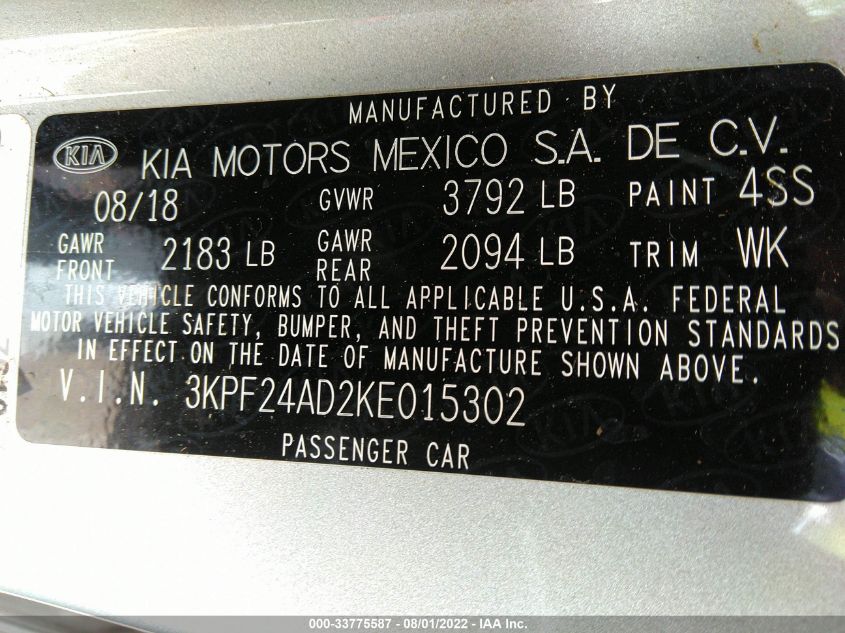 MANUFACTURED BY
KIA KIA MOTORS MEXICO S.A. DE C.V.
08/18 GVWR 3792 LB PAINT 4SS
GAWR FRONT 2183 LB GAWR REAR 2094 LB TRIM WK
THIS VEHICLE CONFORMS TO ALL APPLICABLE U.S.A. FEDERAL
MOTOR VEHICLE SAFETY, BUMPER, AND THEFT PREVENTION STANDARDS
IN EFFECT ON THE DATE OF MANUFACTURE SHOWN ABOVE.
V.I.N. 3KPF24AD2KE015302
PASSENGER CAR
000-33775587 - 08/01/2022 - IAA Inc.